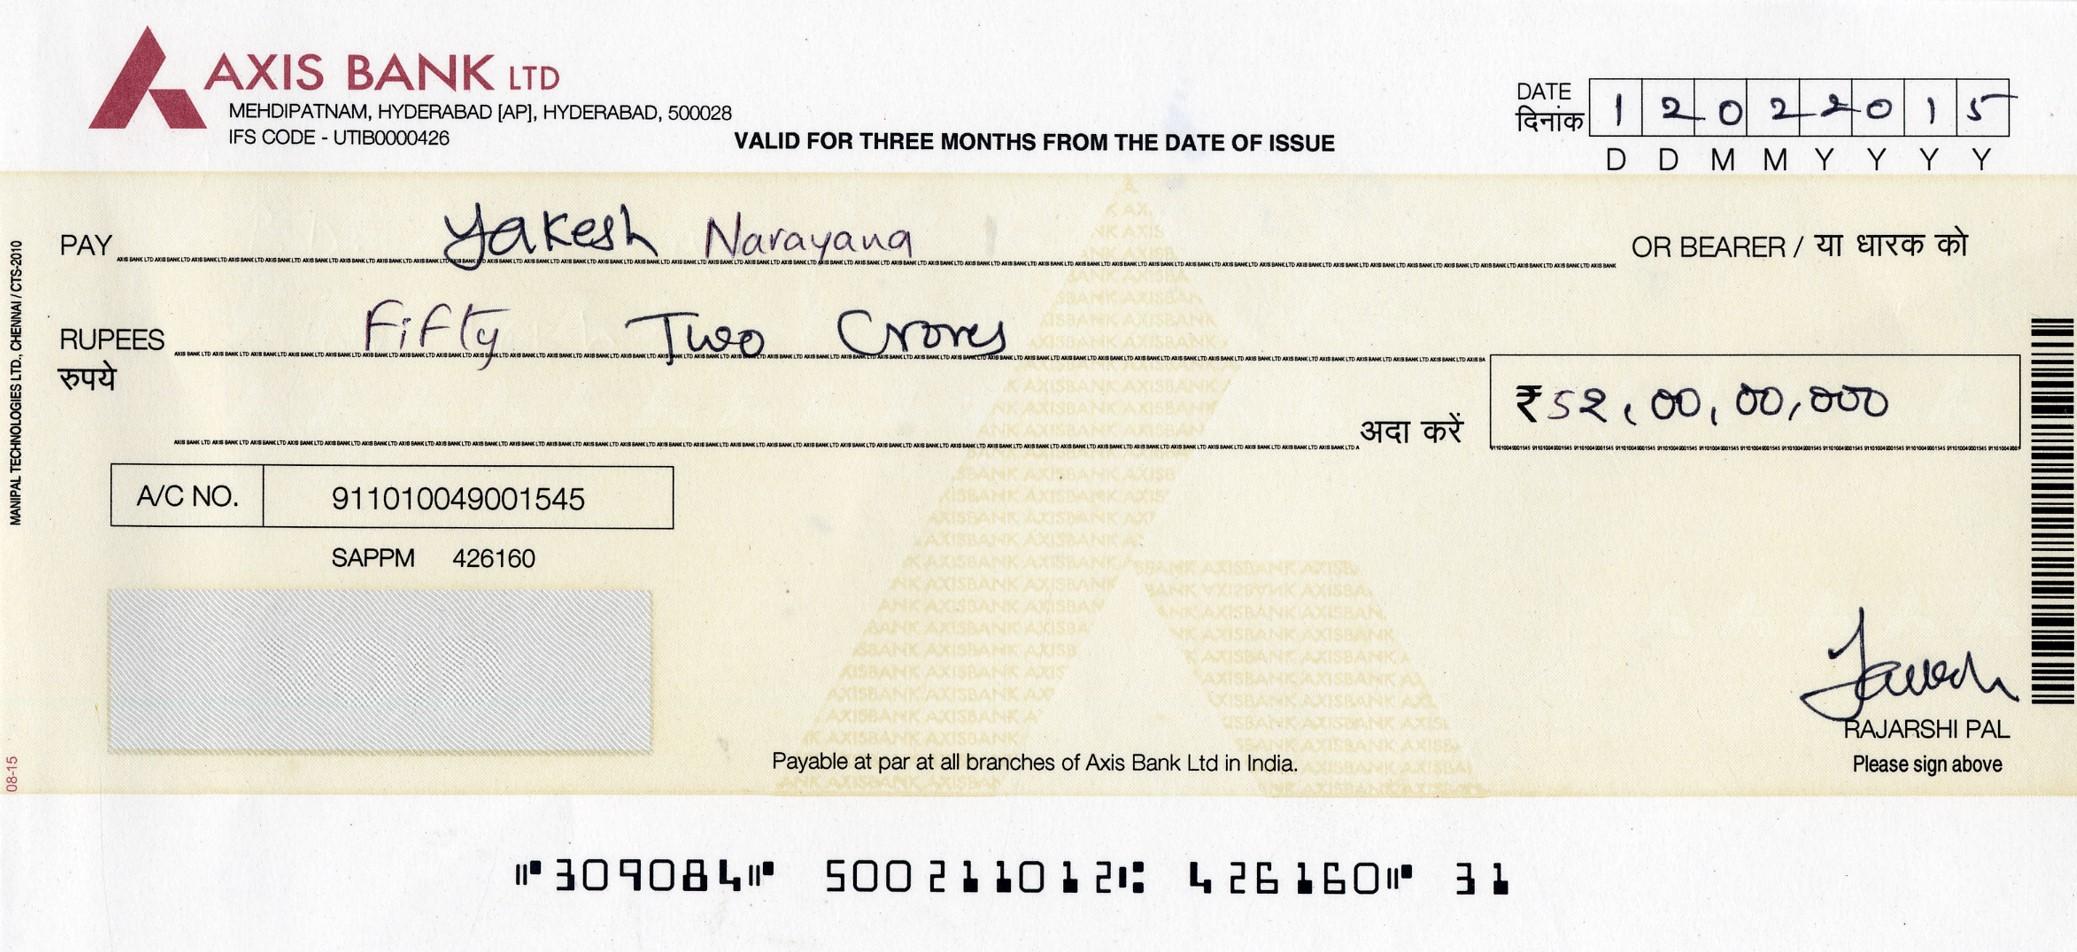 AXIS BANK LTD
MEHDIPATNAM, HYDERABAD [AP], HYDERABAD, 500028
IFS CODE - UTIB0000426
VALID FOR THREE MONTHS FROM THE DATE OF ISSUE
DATE
दिनांक
1 2 0 2 2 0 1 5
D D M M Y Y Y Y
PAY Yakesh Narayana OR BEARER / या धारक को
RUPEES Fifty Two Crores
रुपये
अदा करें ₹ 52,00,00,000
A/C NO. 911010049001545
SAPPM 426160
VOID
RAJARSHI PAL
Please sign above
Payable at par at all branches of Axis Bank Ltd in India.
MANIPAL TECHNOLOGIES LTD., CHENNAI / CTS-2010
08-15
⑈309084⑈ 500211012⑆ 426160⑈ 31